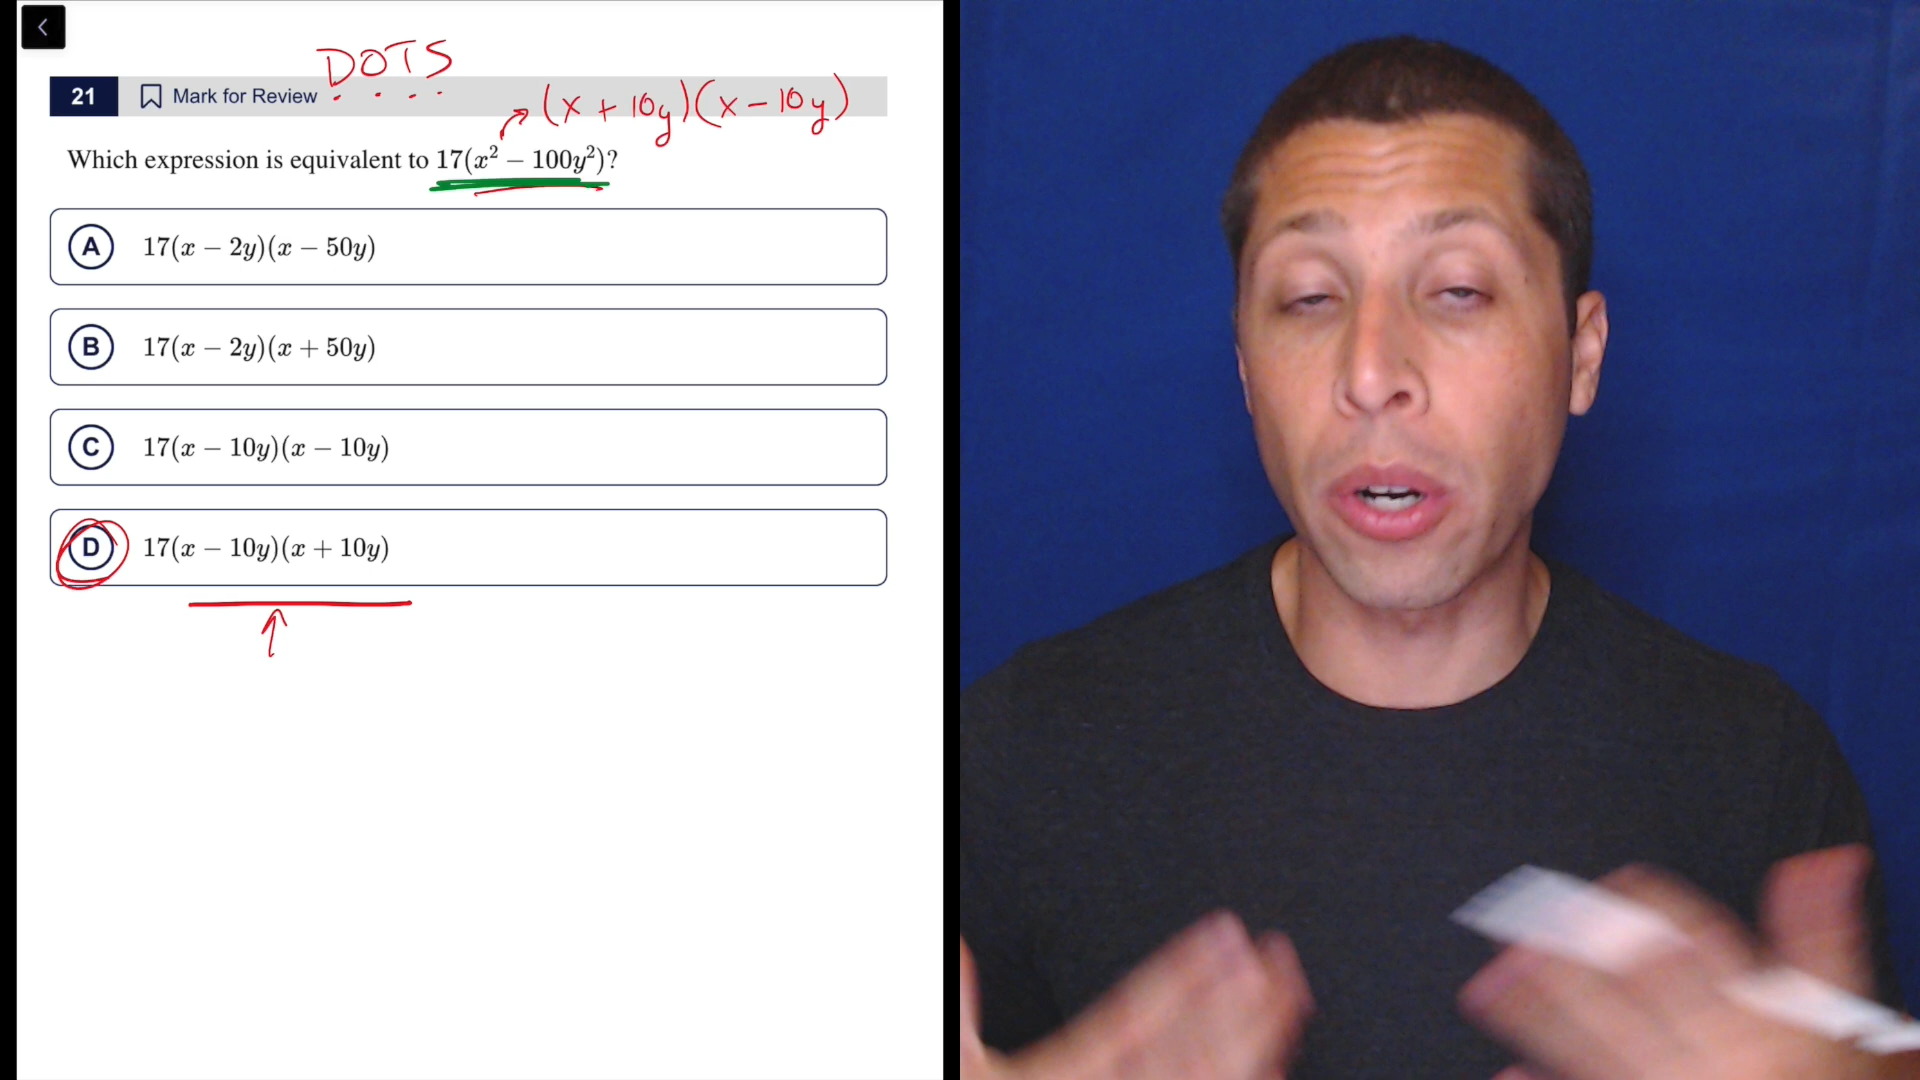 DOTS
21 Mark for Review
(x + 10y)(x − 10y)
Which expression is equivalent to 17(x² − 100y²)?
A 17(x − 2y)(x − 50y)
B 17(x − 2y)(x + 50y)
C 17(x − 10y)(x − 10y)
D 17(x − 10y)(x + 10y)